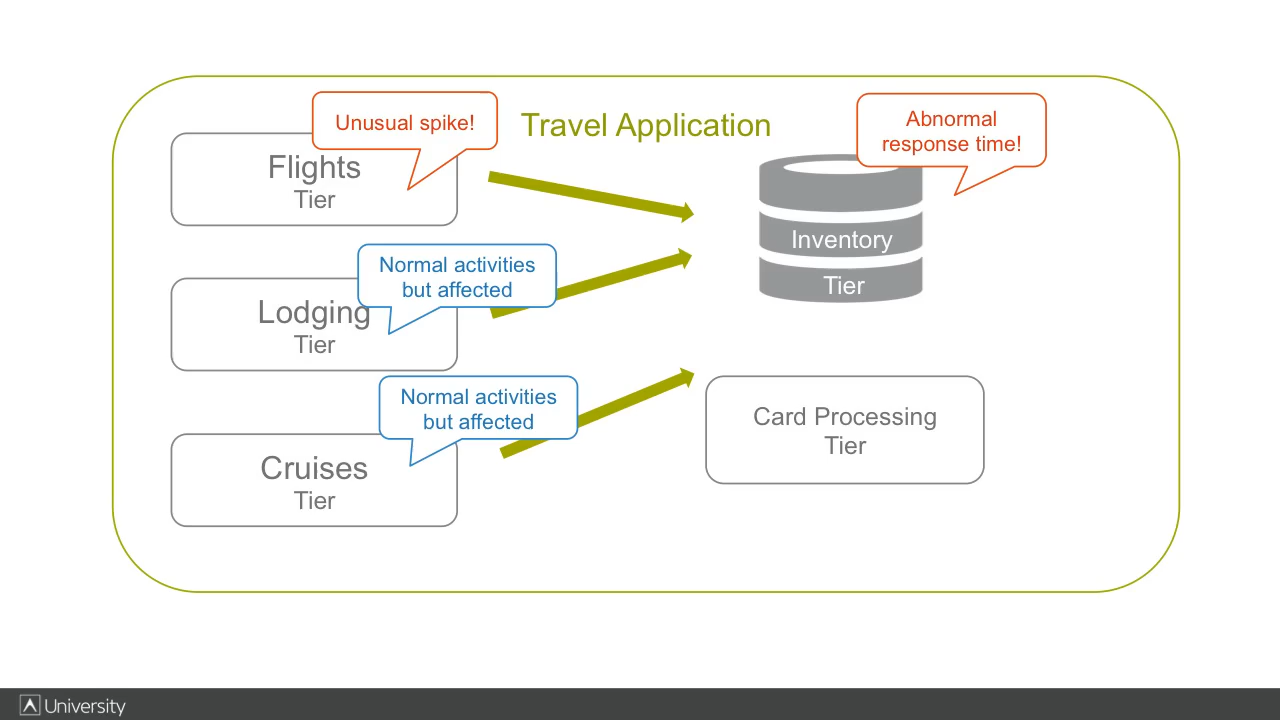 Travel Application
Unusual spike!
Flights
Tier
Abnormal
response time!
Inventory
Tier
Normal activities
but affected
Lodging
Tier
Normal activities
but affected
Cruises
Tier
Card Processing
Tier
University